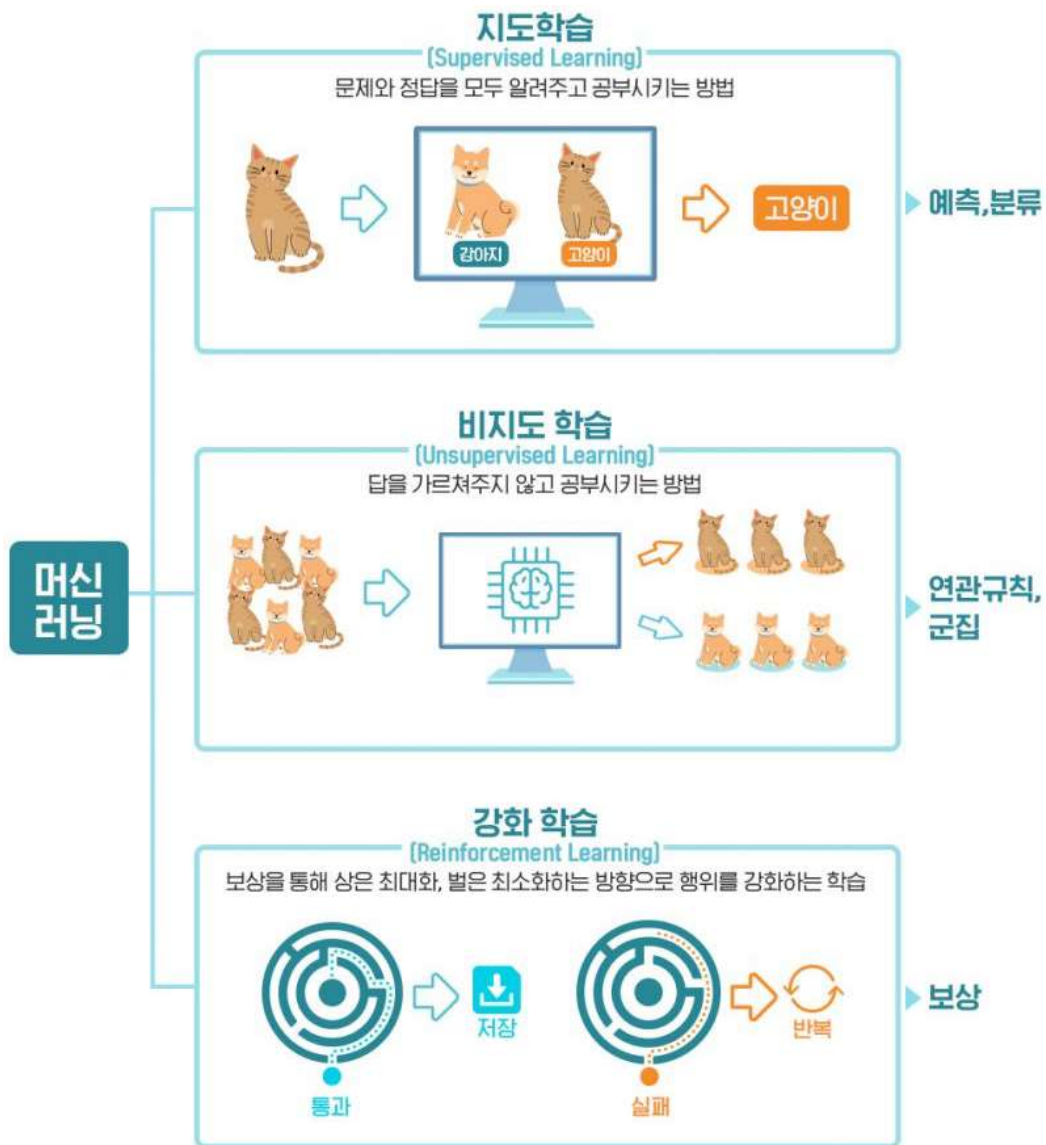 지도학습
(Supervised Learning)
문제와 정답을 모두 알려주고 공부시키는 방법
강아지
고양이
고양이
예측,분류
비지도 학습
(Unsupervised Learning)
답을 가르쳐주지 않고 공부시키는 방법
머신
러닝
연관규칙,
군집
강화 학습
(Reinforcement Learning)
보상을 통해 상은 최대화, 벌은 최소화하는 방향으로 행위를 강화하는 학습
저장
반복
보상
통과
실패